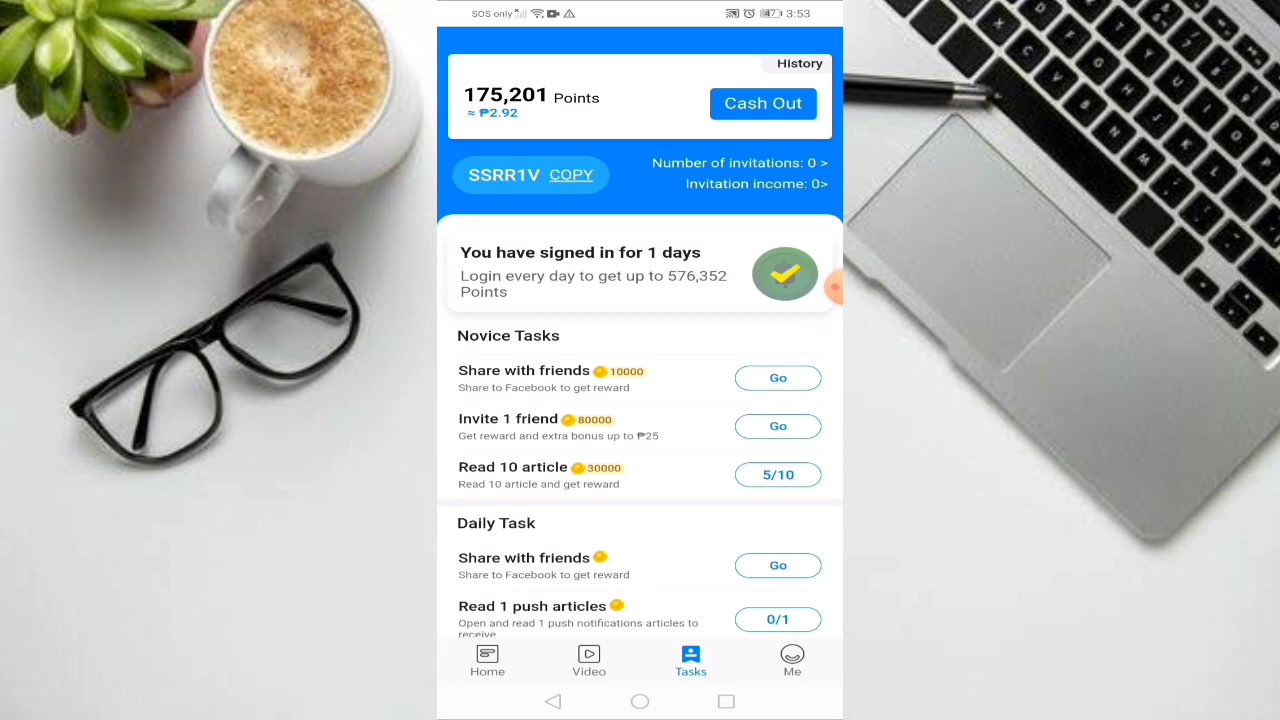 SOS only 47 3:53
History
175,201 Points
≈ ₱2.92
Cash Out
SSRR1V COPY
Number of invitations: 0 >
Invitation income: 0>
You have signed in for 1 days
Login every day to get up to 576,352
Points
Novice Tasks
Share with friends 10000
Share to Facebook to get reward
Go
Invite 1 friend 80000
Get reward and extra bonus up to ₱25
Go
Read 10 article 30000
Read 10 article and get reward
5/10
Daily Task
Share with friends
Share to Facebook to get reward
Go
Read 1 push articles
Open and read 1 push notifications articles to
receive
0/1
Home Video Tasks Me